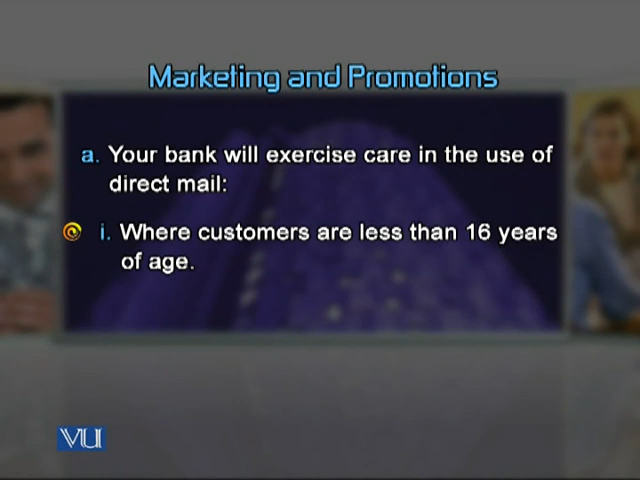 Marketing and Promotions
a. Your bank will exercise care in the use of
direct mail:
i. Where customers are less than 16 years
of age.
VU